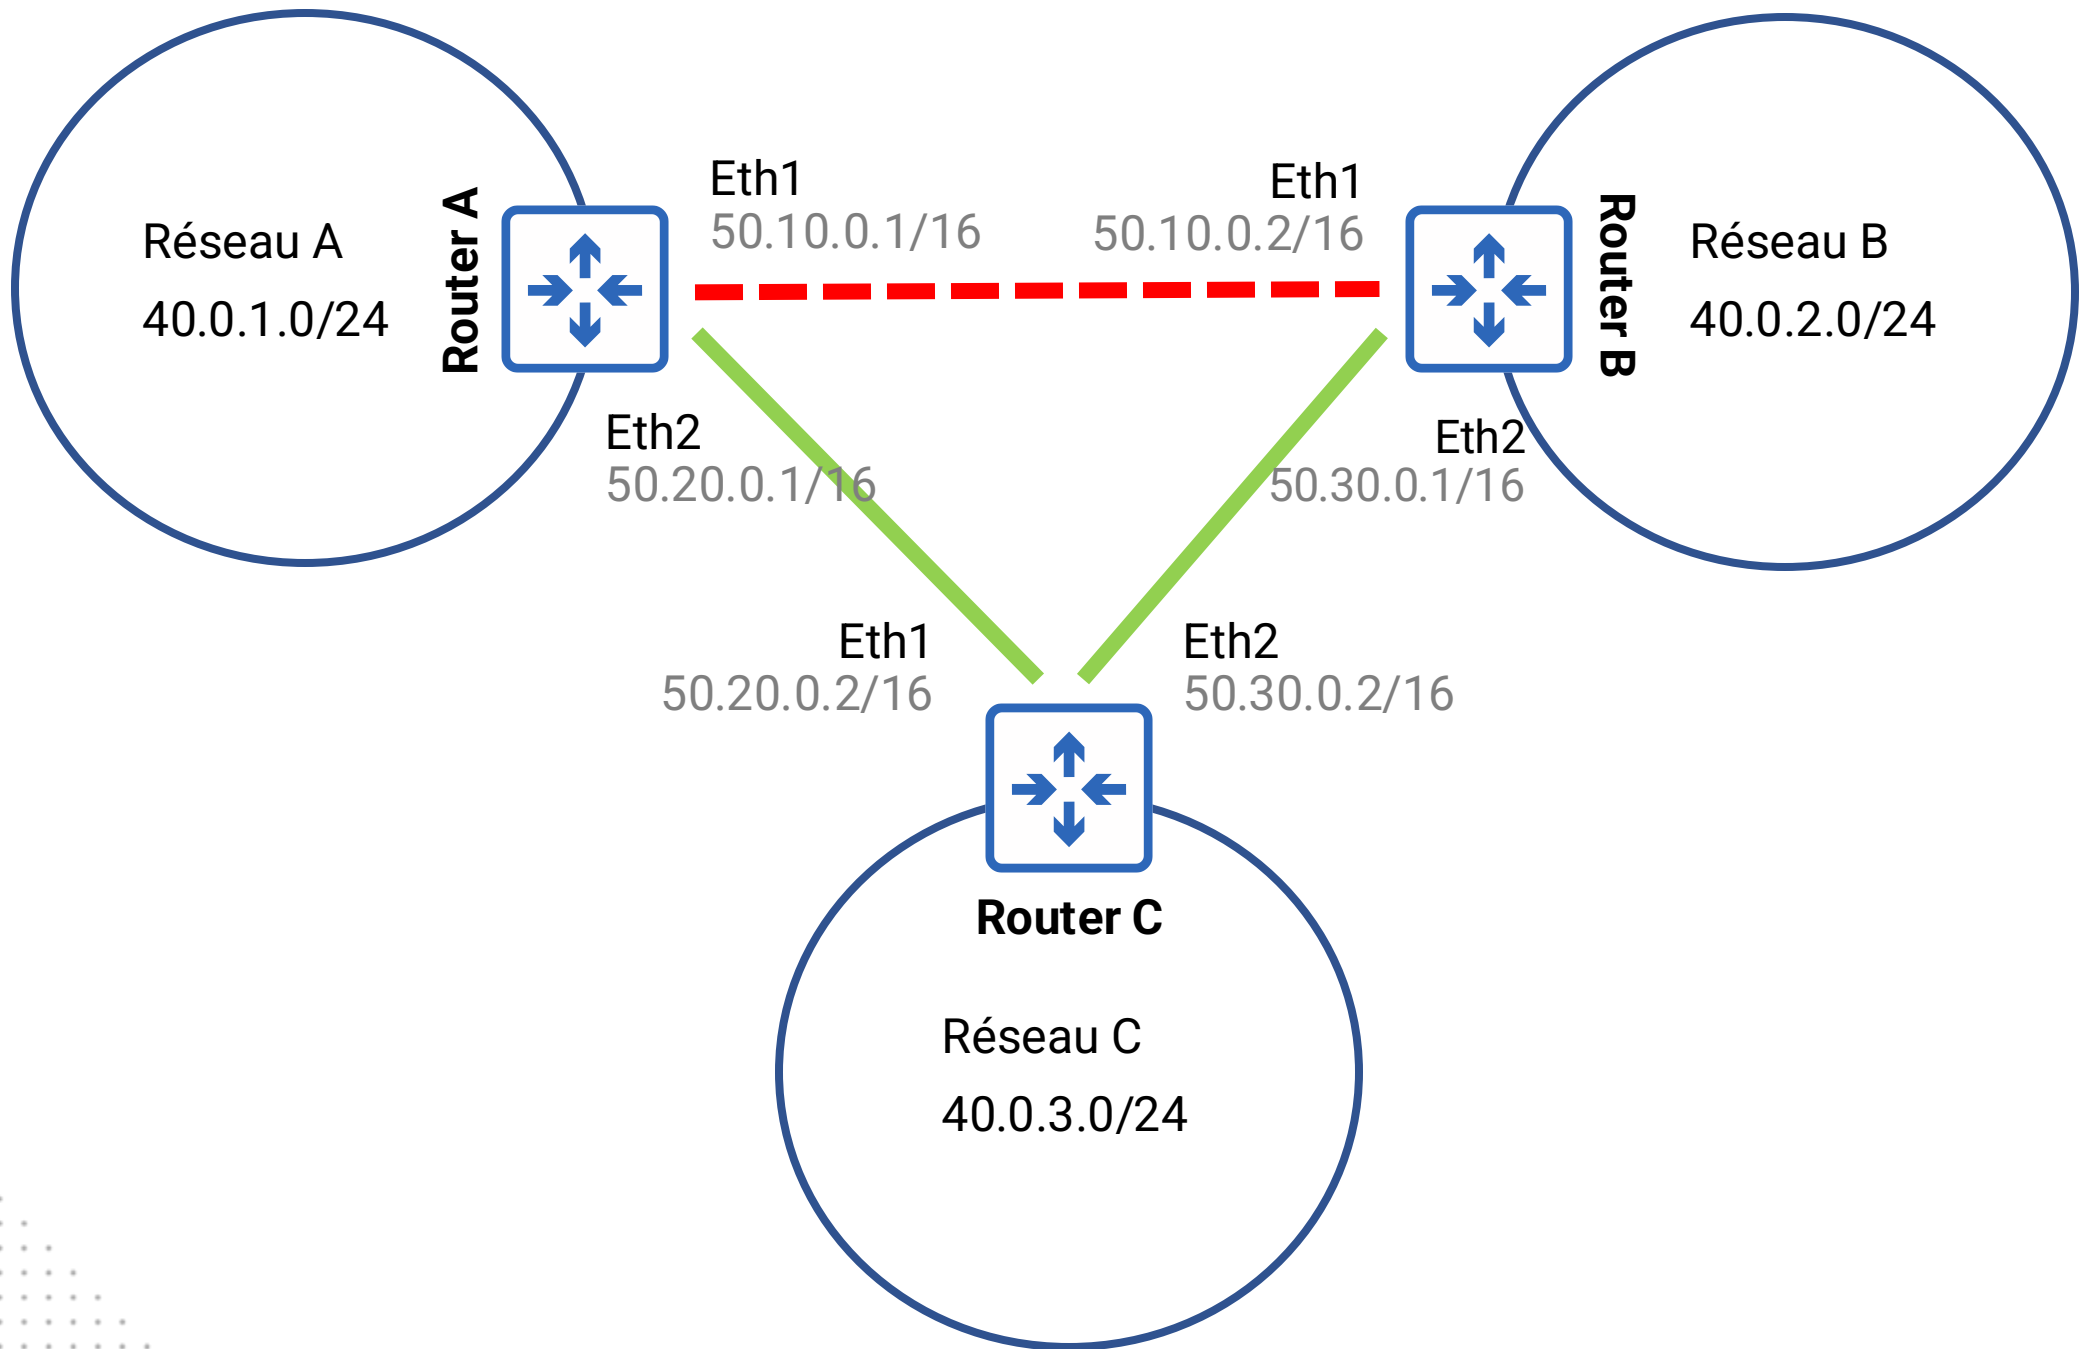 Réseau A
40.0.1.0/24
Router A
Eth1
50.10.0.1/16
Eth1
50.10.0.2/16
Router B
Réseau B
40.0.2.0/24
Eth2
50.20.0.1/16
Eth2
50.30.0.1/16
Eth1
50.20.0.2/16
Eth2
50.30.0.2/16
Router C
Réseau C
40.0.3.0/24